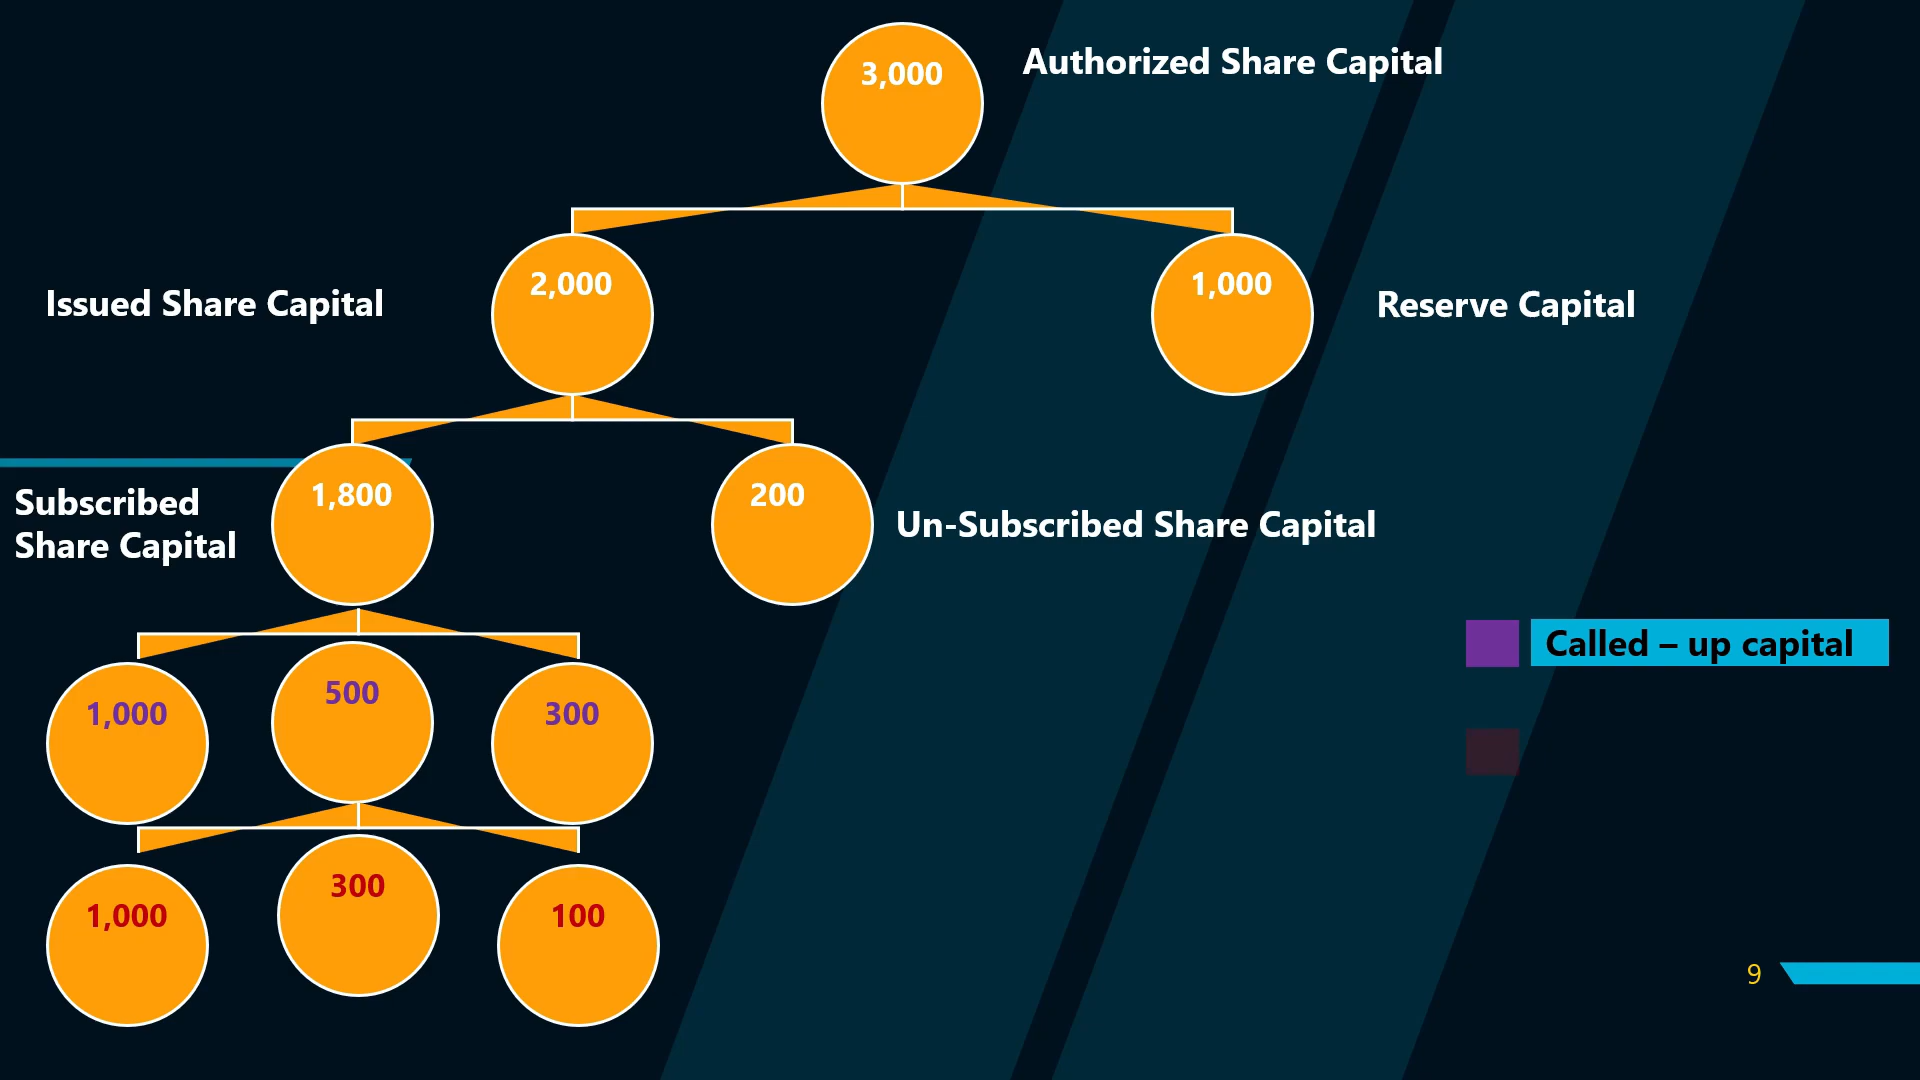 3,000
Authorized Share Capital
2,000
1,000
Issued Share Capital
Reserve Capital
1,800
200
Subscribed
Share Capital
Un-Subscribed Share Capital
Called – up capital
1,000
500
300
1,000
300
100
9